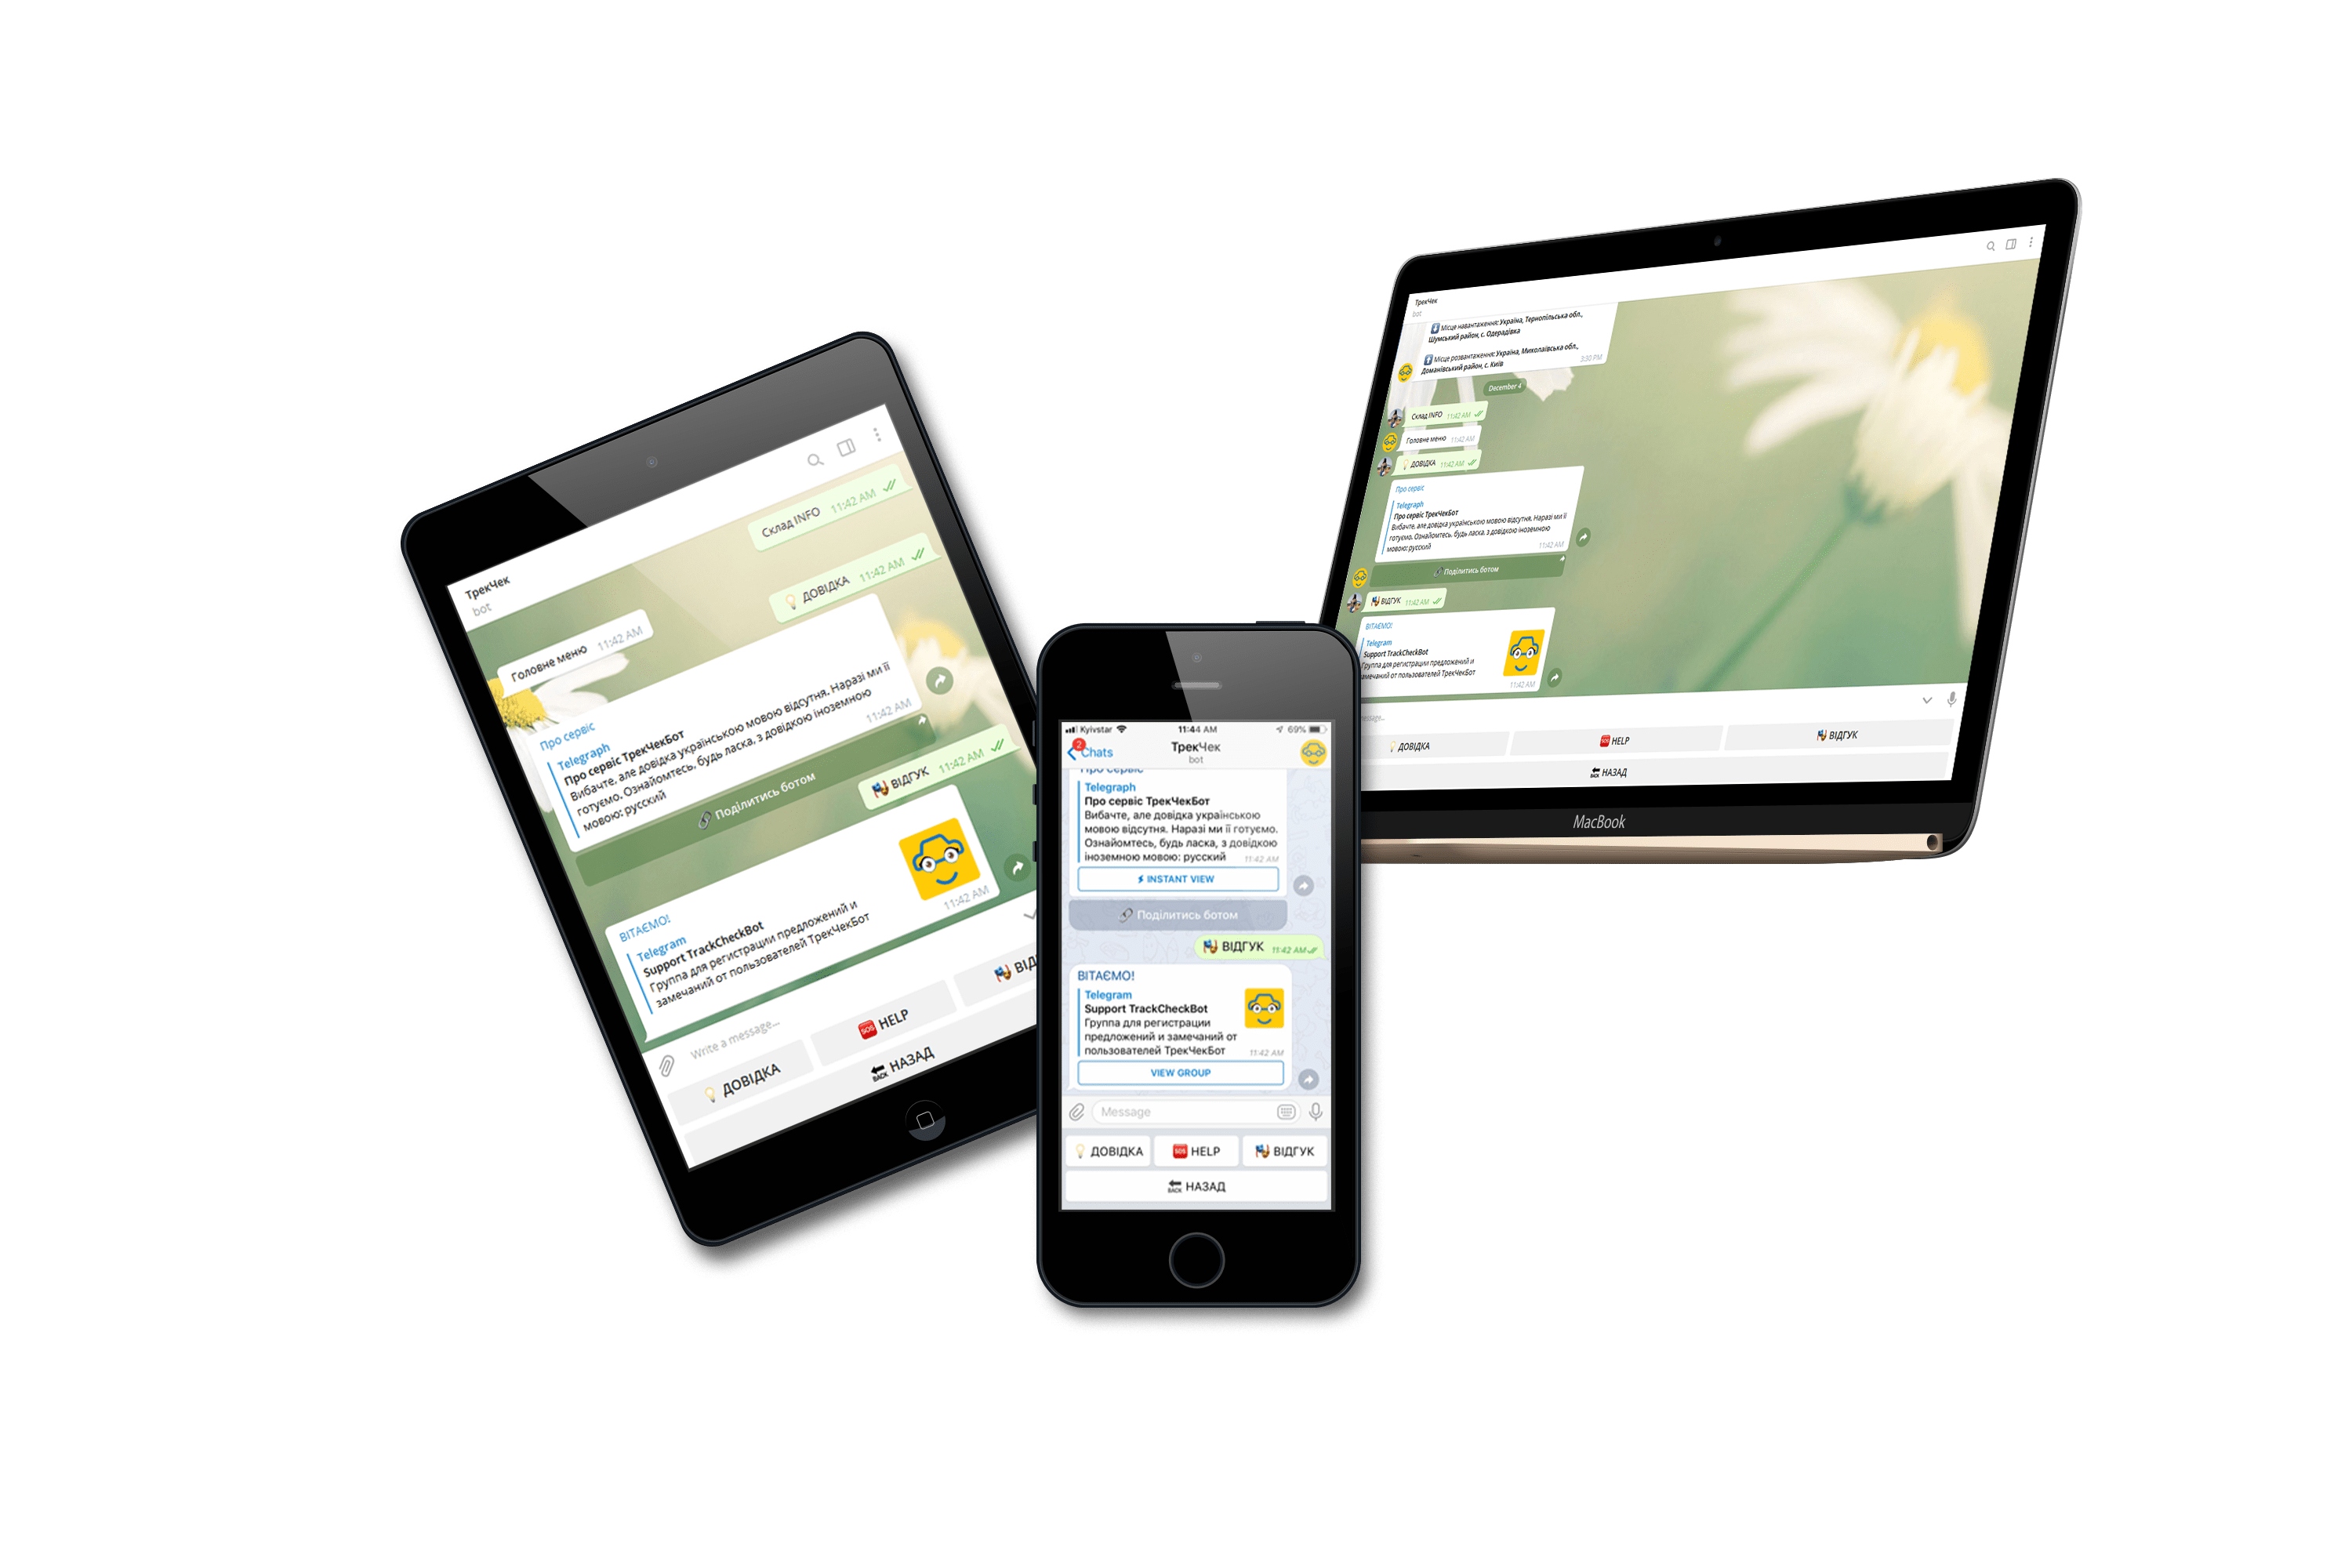 ТрекЧек
bot
Склад INFO 11:42 AM
💡 ДОВІДКА 11:42 AM
Головне меню 11:42 AM
Про сервіс
Telegraph
Про сервіс ТрекЧекБот
Вибачте, але довідка українською мовою відсутня. Наразі ми її
готуємо. Ознайомтесь, будь ласка, з довідкою іноземною
мовою: русский
11:42 AM
Поділитись ботом
ВІДГУК 11:42 AM
ВІТАЄМО!
Telegram
Support TrackCheckBot
Группа для регистрации предложений и
замечаний от пользователей ТрекЧекБот
11:42 AM
Write a message...
ДОВІДКА
SOS HELP
ВІД
BACK НАЗАД
Kyivstar 11:44 AM 69%
2
Chats
ТрекЧек
bot
Про сервіс
Telegraph
Про сервіс ТрекЧекБот
Вибачте, але довідка українською
мовою відсутня. Наразі ми її готуємо.
Ознайомтесь, будь ласка, з довідкою
іноземною мовою: русский 11:42 AM
INSTANT VIEW
Поділитись ботом
ВІДГУК 11:42 AM
ВІТАЄМО!
Telegram
Support TrackCheckBot
Группа для регистрации
предложений и замечаний от
пользователей ТрекЧекБот 11:42 AM
VIEW GROUP
Message
ДОВІДКА SOS HELP ВІДГУК
BACK НАЗАД
ТрекЧек
bot
Місце навантаження: Україна, Тернопільська обл.,
Шумський район, с. Одерадівка
Місце розвантаження: Україна, Миколаївська обл.,
Доманівський район, с. Київ
3:50 PM
December 4
Склад INFO 11:42 AM
Головне меню 11:42 AM
ДОВІДКА 11:42 AM
Про сервіс
Telegraph
Про сервіс ТрекЧекБот
Вибачте, але довідка українською мовою відсутня. Наразі ми її
готуємо. Ознайомтесь, будь ласка, з довідкою іноземною
мовою: русский
11:42 AM
Поділитись ботом
ВІДГУК 11:42 AM
ВІТАЄМО!
Telegram
Support TrackCheckBot
Группа для регистрации предложений и
замечаний от пользователей ТрекЧекБот
11:42 AM
ДОВІДКА SOS HELP ВІДГУК
BACK НАЗАД
MacBook